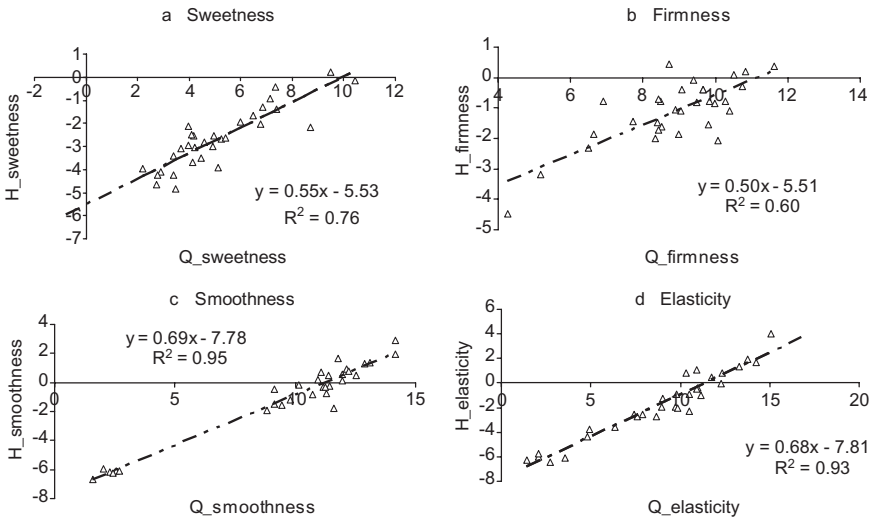 a Sweetness
1
0
-2 0 2 4 6 8 10 12
-1
-2
-3
-4
-5
-6
-7
H_sweetness
y = 0.55x - 5.53
R² = 0.76
Q_sweetness
b Firmness
1
0
4 6 8 10 12 14
-1
-2
-3
-4
-5
H_firmness
y = 0.50x - 5.51
R² = 0.60
Q_firmness
c Smoothness
4
2
0
0 5 10 15
-2
-4
-6
-8
H_smoothness
y = 0.69x - 7.78
R² = 0.95
Q_smoothness
d Elasticity
6
4
2
0
0 5 10 15 20
-2
-4
-6
-8
H_elasticity
y = 0.68x - 7.81
R² = 0.93
Q_elasticity